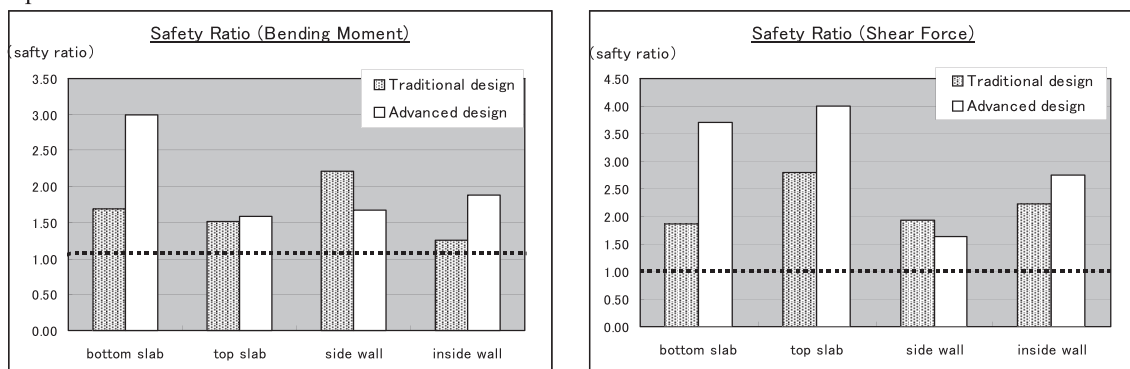 Safety Ratio (Bending Moment)
(safty ratio)
3.50
3.00
2.50
2.00
1.50
1.00
0.50
0.00
Traditional design
Advanced design
bottom slab top slab side wall inside wall
Safety Ratio (Shear Force)
(safty ratio)
4.50
4.00
3.50
3.00
2.50
2.00
1.50
1.00
0.50
0.00
Traditional design
Advanced design
bottom slab top slab side wall inside wall